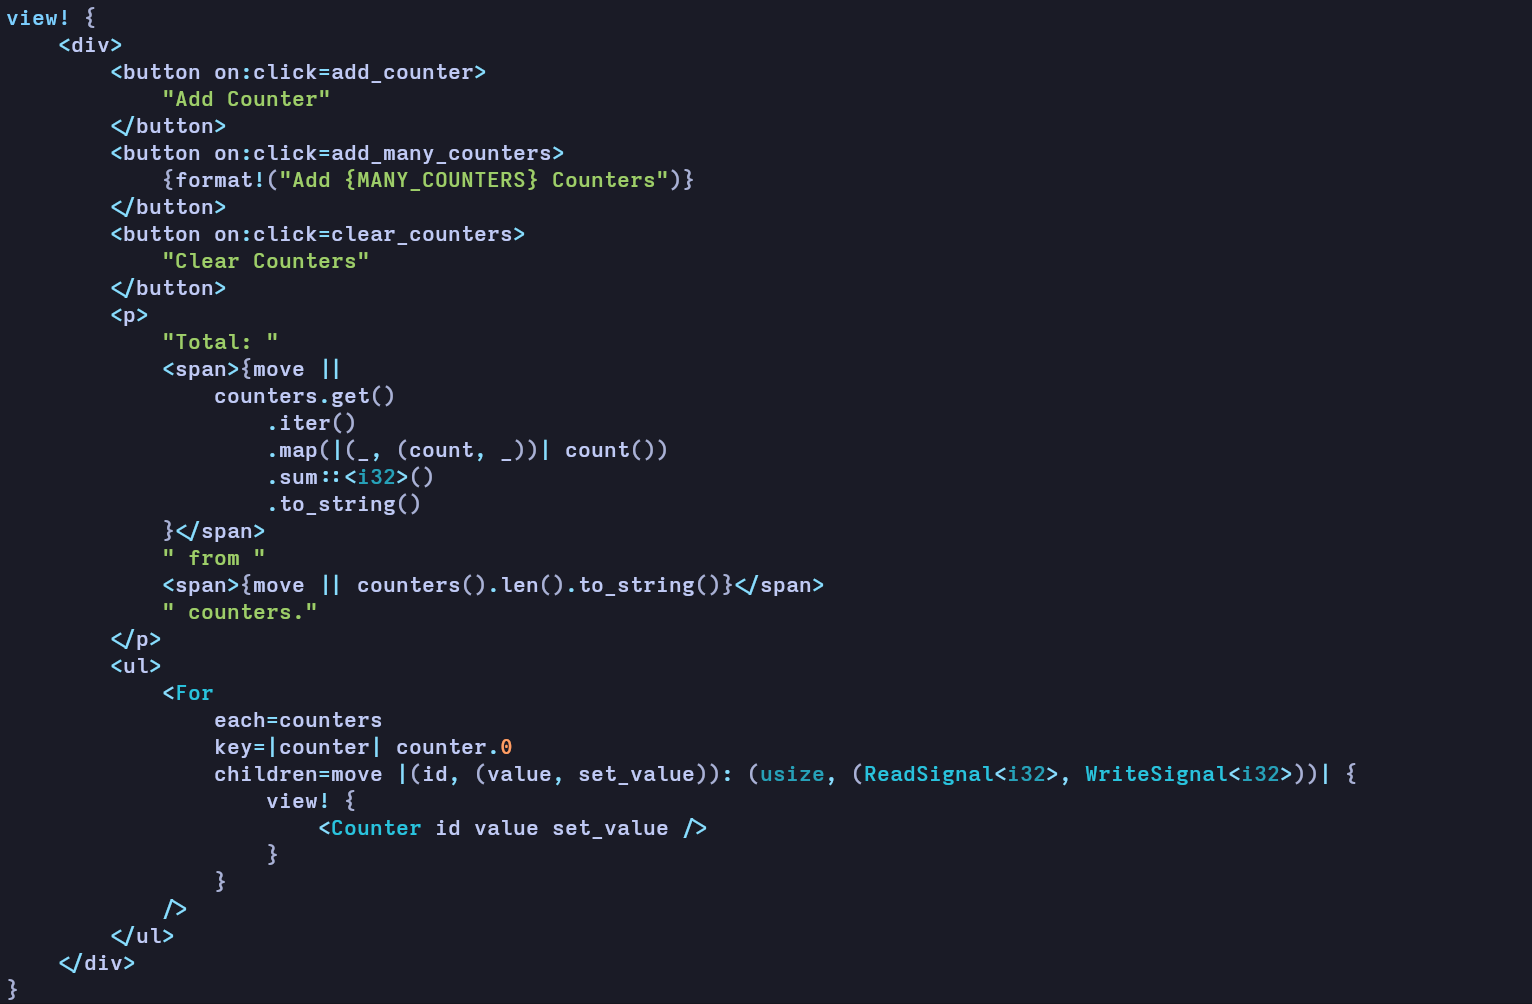 view! {
    <div>
        <button on:click=add_counter>
            "Add Counter"
        </button>
        <button on:click=add_many_counters>
            {format!("Add {MANY_COUNTERS} Counters")}
        </button>
        <button on:click=clear_counters>
            "Clear Counters"
        </button>
        <p>
            "Total: "
            <span>{move ||
                counters.get()
                    .iter()
                    .map(|(_, (count, _))| count())
                    .sum::<i32>()
                    .to_string()
            }</span>
            " from "
            <span>{move || counters().len().to_string()}</span>
            " counters."
        </p>
        <ul>
            <For
                each=counters
                key=|counter| counter.0
                children=move |(id, (value, set_value)): (usize, (ReadSignal<i32>, WriteSignal<i32>))| {
                    view! {
                        <Counter id value set_value />
                    }
                }
            />
        </ul>
    </div>
}